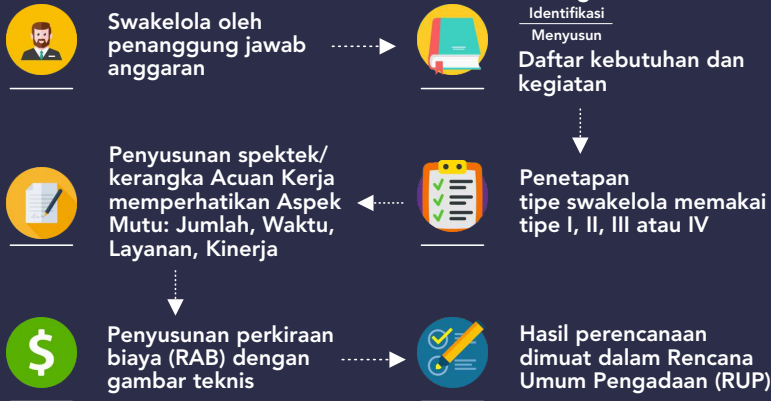 Swakelola oleh
penanggung jawab
anggaran
Identifikasi
Menyusun
Daftar kebutuhan dan
kegiatan
Penetapan
tipe swakelola memakai
tipe I, II, III atau IV
Penyusunan spektek/
kerangka Acuan Kerja
memperhatikan Aspek
Mutu: Jumlah, Waktu,
Layanan, Kinerja
Penyusunan perkiraan
biaya (RAB) dengan
gambar teknis
Hasil perencanaan
dimuat dalam Rencana
Umum Pengadaan (RUP)